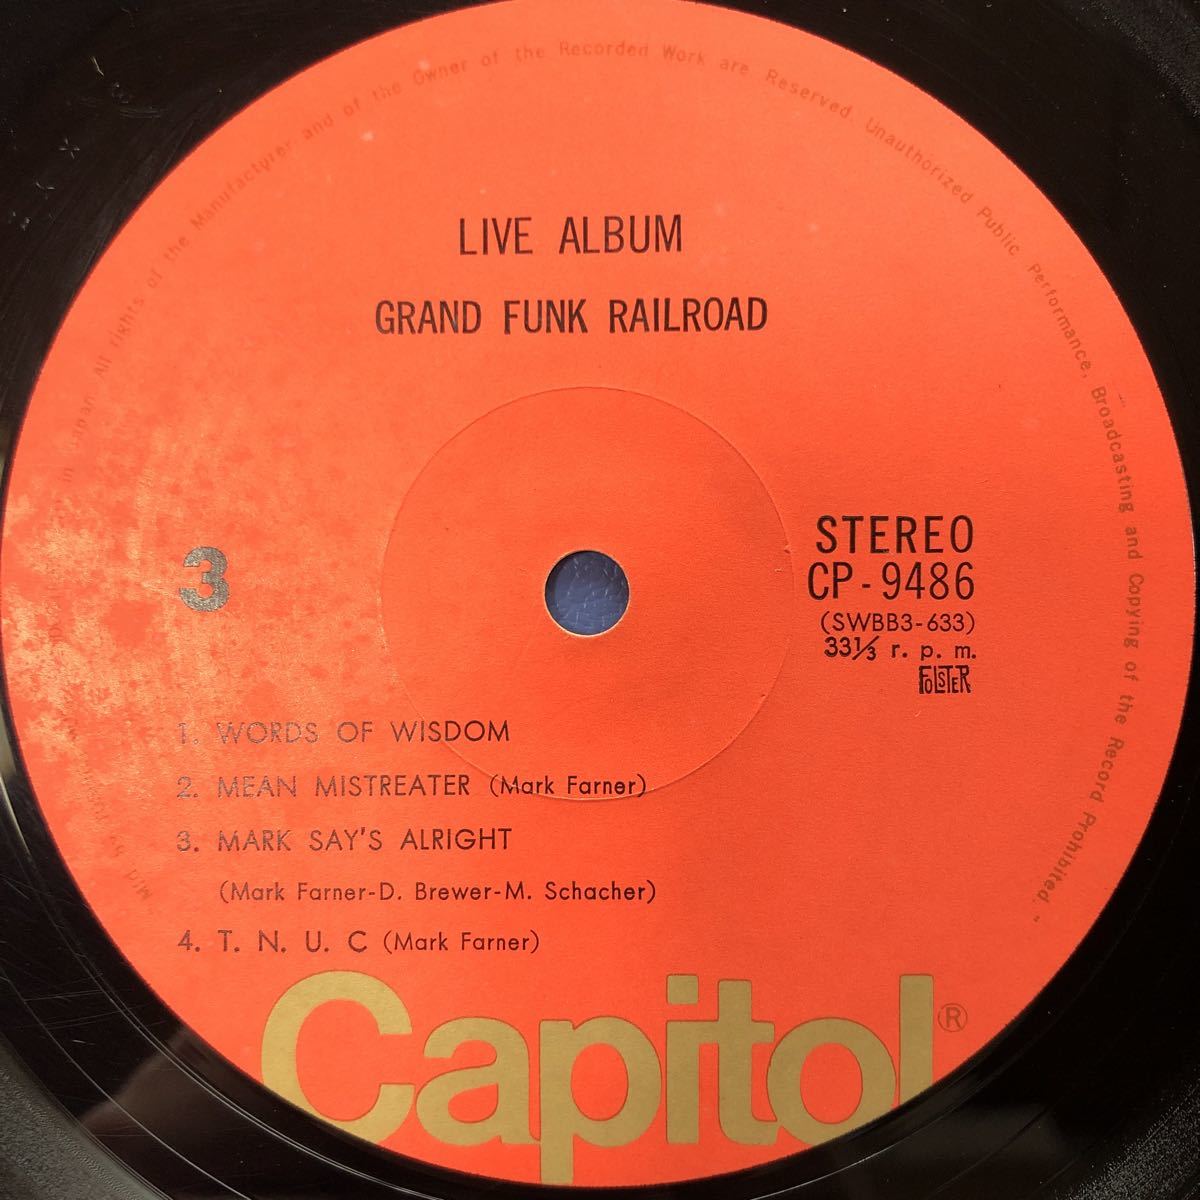 in Japan. All rights of the Manufacturer and of the Owner of the Recorded Work are Reserved. Unauthorized Public Performance, Broadcasting and Copying of the Record Prohibited."
LIVE ALBUM
GRAND FUNK RAILROAD
STEREO
CP-9486
(SWBB3-633)
33⅓ r. p. m.
FOLSTER
3
1. WORDS OF WISDOM
2. MEAN MISTREATER (Mark Farner)
3. MARK SAY'S ALRIGHT
(Mark Farner-D. Brewer-M. Schacher)
4. T. N. U. C (Mark Farner)
Capitol®